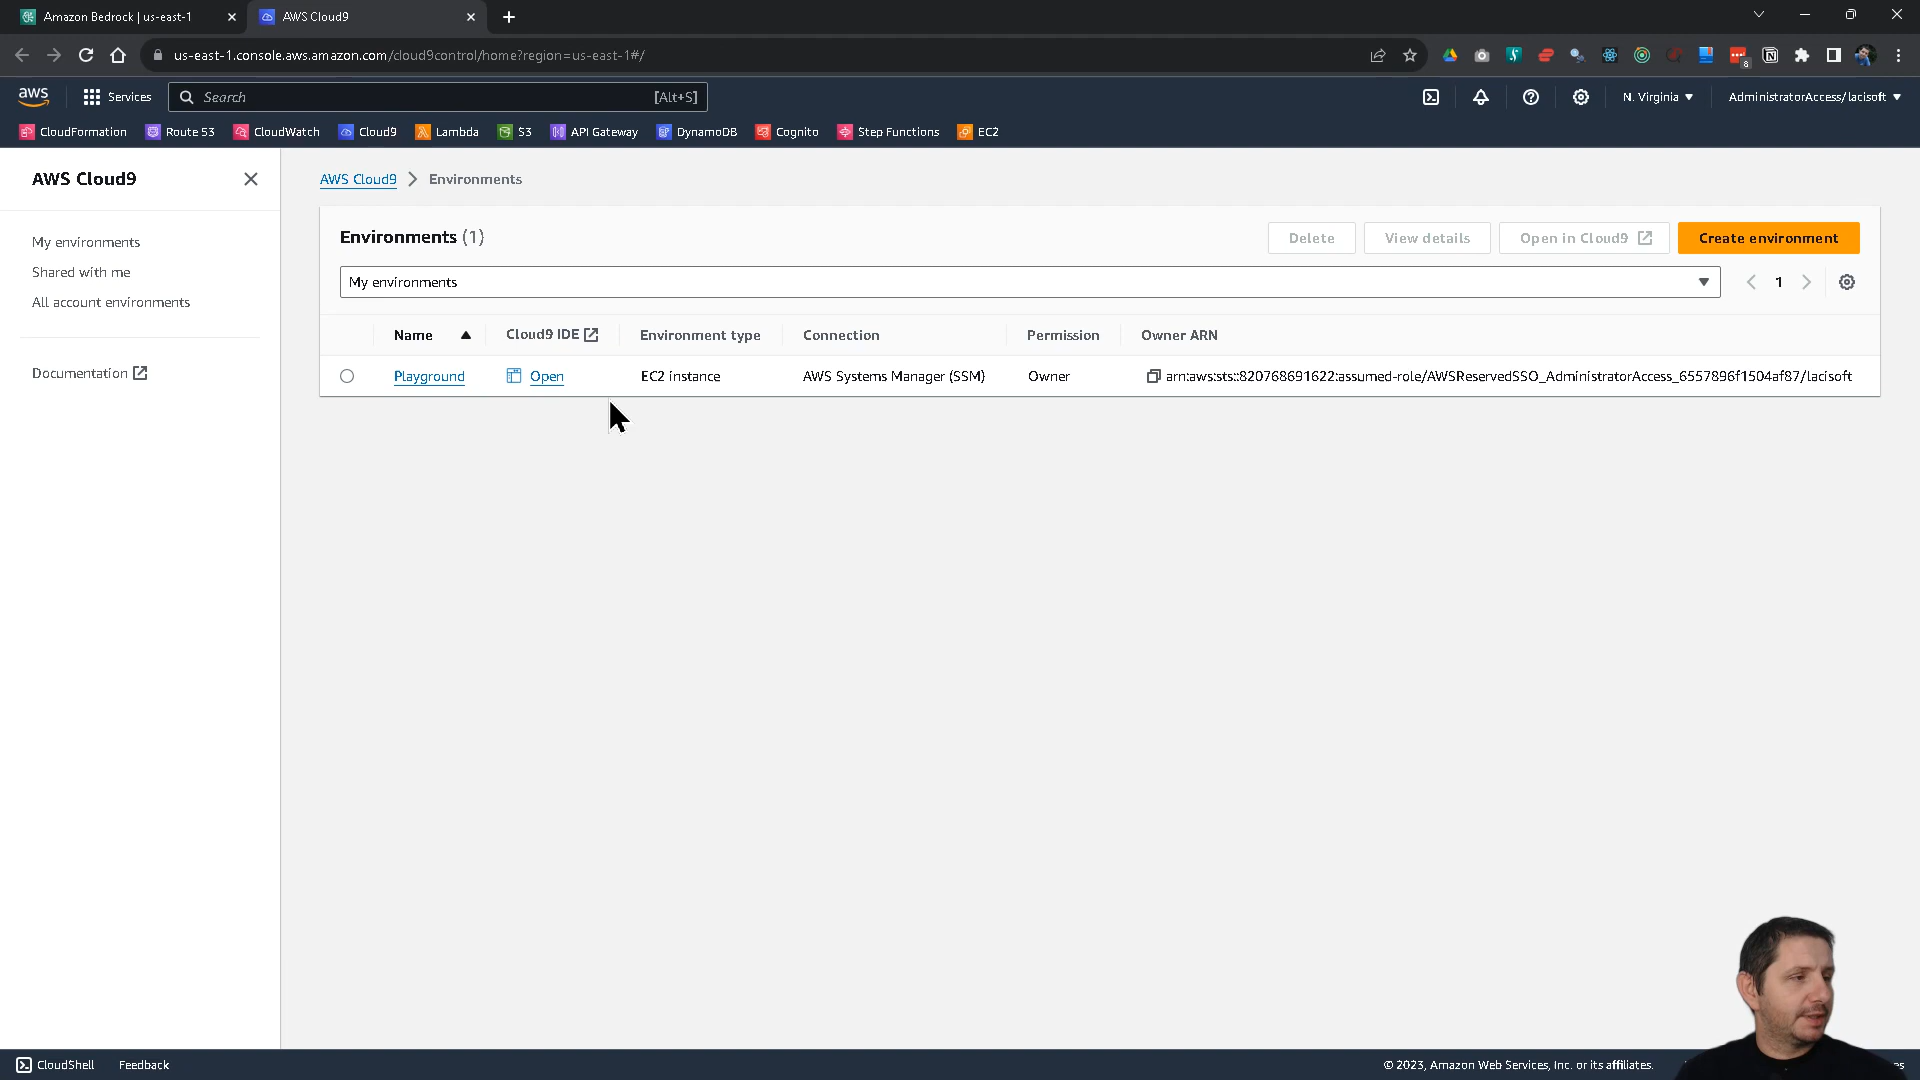 Amazon Bedrock | us-east-1
AWS Cloud9
us-east-1.console.aws.amazon.com/cloud9control/home?region=us-east-1#/
8
aws
Services
Search
[Alt+S]
N. Virginia
AdministratorAccess/lacisoft
CloudFormation
Route 53
CloudWatch
Cloud9
Lambda
S3
API Gateway
DynamoDB
Cognito
Step Functions
EC2
AWS Cloud9
My environments
Shared with me
All account environments
Documentation
AWS Cloud9 > Environments
Environments (1)
Delete
View details
Open in Cloud9
Create environment
My environments
1
Name
Cloud9 IDE
Environment type
Connection
Permission
Owner ARN
Playground
Open
EC2 instance
AWS Systems Manager (SSM)
Owner
arn:aws:sts::820768691622:assumed-role/AWSReservedSSO_AdministratorAccess_6557896f1504af87/lacisoft
CloudShell
Feedback
© 2023, Amazon Web Services, Inc. or its affiliates.